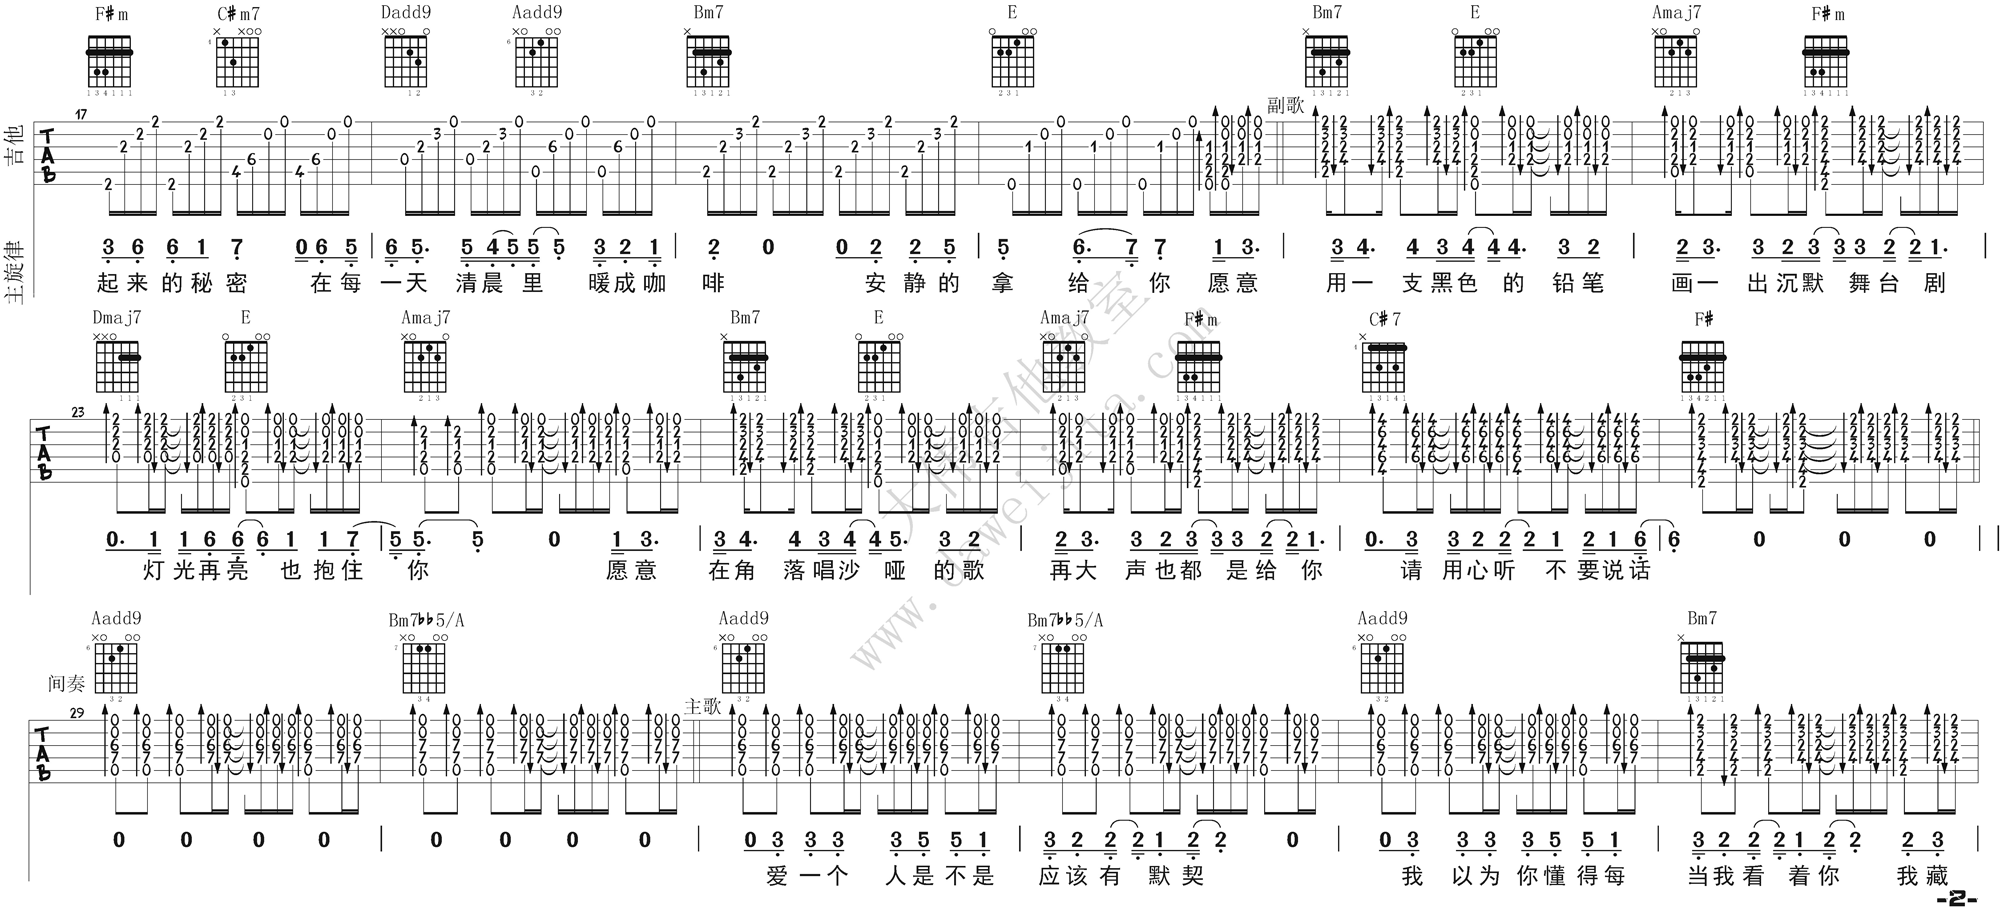 F#m C#m7 Dadd9 Aadd9 Bm7 E Bm7 E Amaj7 F#m
副歌
17
吉他
TAB
主旋律
3 6 6 1 7 0 6 5 | 6 5. 5 4 5 5 5 3 2 1 | 2 0 0 2 2 5 | 5 6. 7 7 1 3. | 3 4. 4 3 4 4 4. 3 2 | 2 3. 3 2 3 3 3 2 2 1. |
起来的秘密 在每一天 清晨里 暖成咖啡 安静的拿给你愿意 用一支黑色的铅笔 画一出沉默舞台剧
Dmaj7 E Amaj7 Bm7 E Amaj7 F#m C#7 F#
23
TAB
0. 1 1 6 6 6 1 1 7 | 5 5. 5 0 1 3. | 3 4. 4 3 4 4 5. 3 2 | 2 3. 3 2 3 3 3 2 2 1. | 0. 3 3 2 2 2 1 2 1 6 | 6 0 0 0 |
灯光再亮也抱住你 愿意 在角落唱沙哑的歌 再大声也都是给你 请用心听不要说话
Aadd9 Bm7♭♭5/A Aadd9 Bm7♭♭5/A Aadd9 Bm7
间奏
主歌
29
TAB
0 0 0 0 | 0 0 0 0 | 0 3 3 3 3 5 5 1 | 3 2 2 2 1 2 2 0 | 0 3 3 3 3 5 5 1 | 3 2 2 2 1 2 2 2 3 |
爱一个人是不是 应该有默契 我以为你懂得每 当我看着你 我藏
大伟吉他教室
www.daweijita.com
-2-